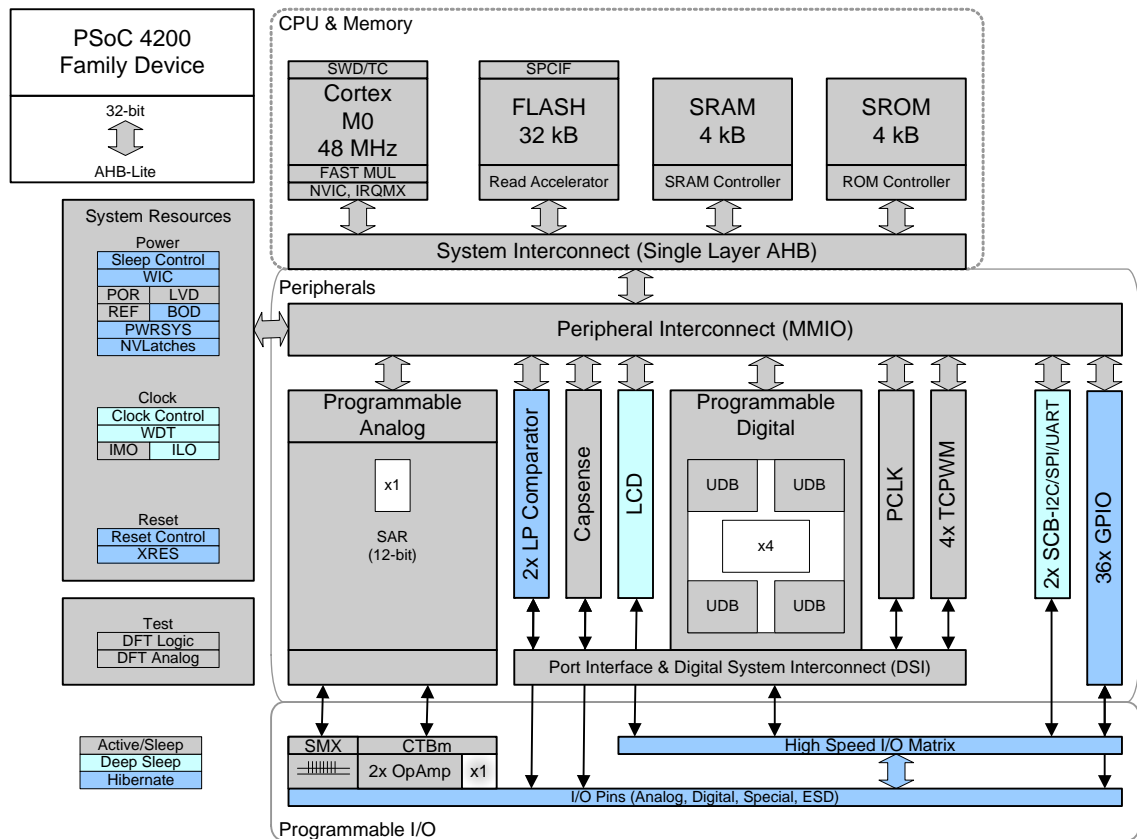 PSoC 4200
Family Device
32-bit
AHB-Lite
CPU & Memory
SWD/TC
Cortex
M0
48 MHz
FAST MUL
NVIC, IRQMX
SPCIF
FLASH
32 kB
Read Accelerator
SRAM
4 kB
SRAM Controller
SROM
4 kB
ROM Controller
System Interconnect (Single Layer AHB)
System Resources
Power
Sleep Control
WIC
POR
LVD
REF
BOD
PWRSYS
NVLatches
Clock
Clock Control
WDT
IMO
ILO
Reset
Reset Control
XRES
Test
DFT Logic
DFT Analog
Peripherals
Peripheral Interconnect (MMIO)
Programmable
Analog
x1
SAR
(12-bit)
2x LP Comparator
Capsense
LCD
Programmable
Digital
UDB
UDB
x4
UDB
UDB
PCLK
4x TCPWM
2x SCB-I2C/SPI/UART
36x GPIO
Port Interface & Digital System Interconnect (DSI)
SMX
CTBm
2x OpAmp
x1
High Speed I/O Matrix
I/O Pins (Analog, Digital, Special, ESD)
Programmable I/O
Active/Sleep
Deep Sleep
Hibernate